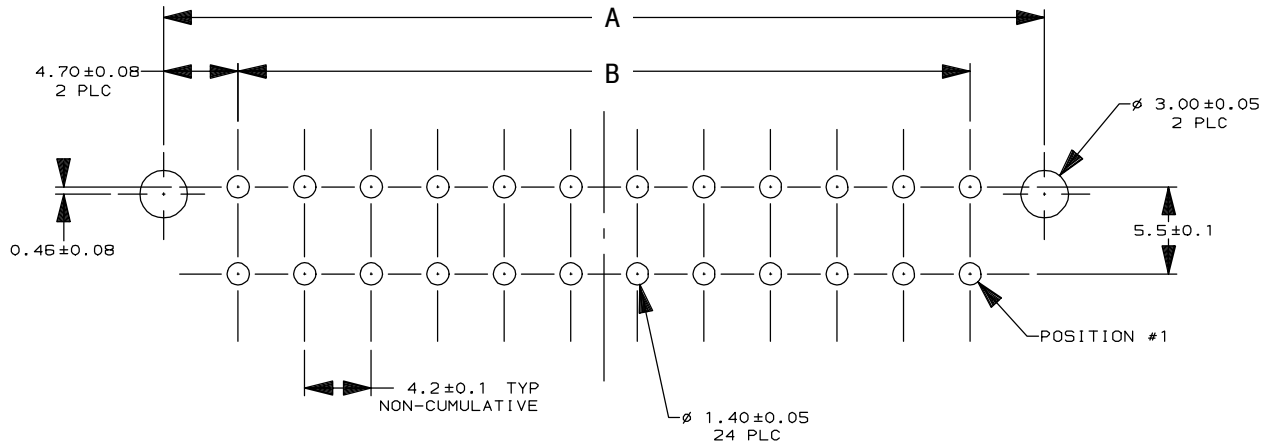 A
4.70±0.08
2 PLC
B
ø 3.00±0.05
2 PLC
0.46±0.08
5.5±0.1
POSITION #1
4.2±0.1 TYP
NON-CUMULATIVE
ø 1.40±0.05
24 PLC